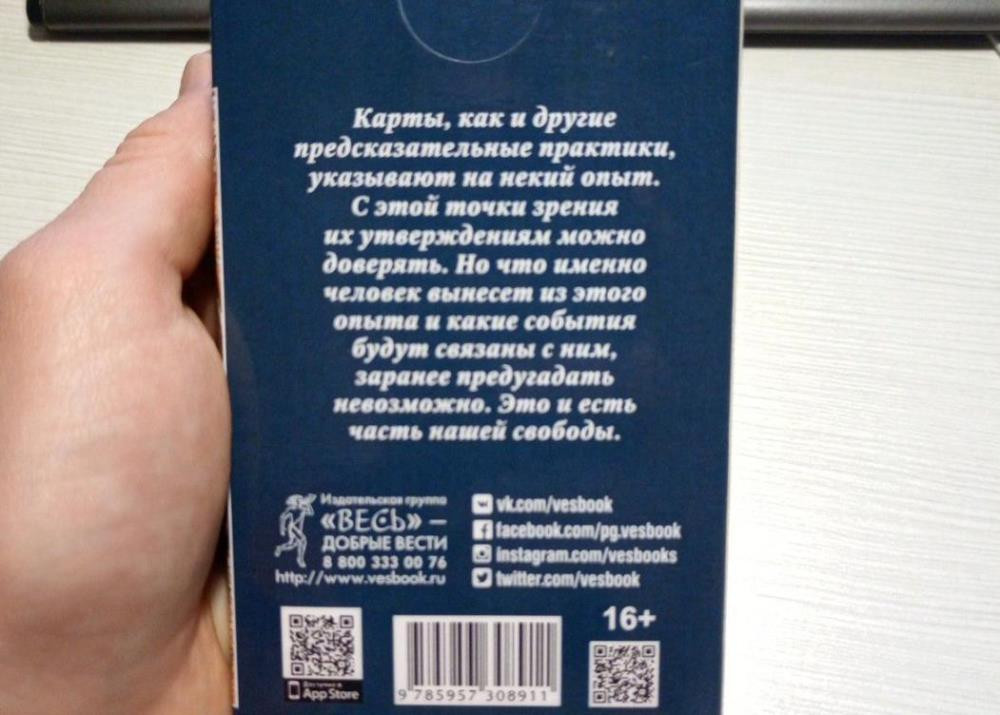 Карты, как и другие
предсказательные практики,
указывают на некий опыт.
С этой точки зрения
их утверждениям можно
доверять. Но что именно
человек вынесет из этого
опыта и какие события
будут связаны с ним,
заранее предугадать
невозможно. Это и есть
часть нашей свободы.
Издательская группа
«ВЕСЬ» –
ДОБРЫЕ ВЕСТИ
8 800 333 00 76
http://www.vesbook.ru
vk.com/vesbook
facebook.com/pg.vesbook
instagram.com/vesbooks
twitter.com/vesbook
Доступно в
App Store
9 785957 308911
16+